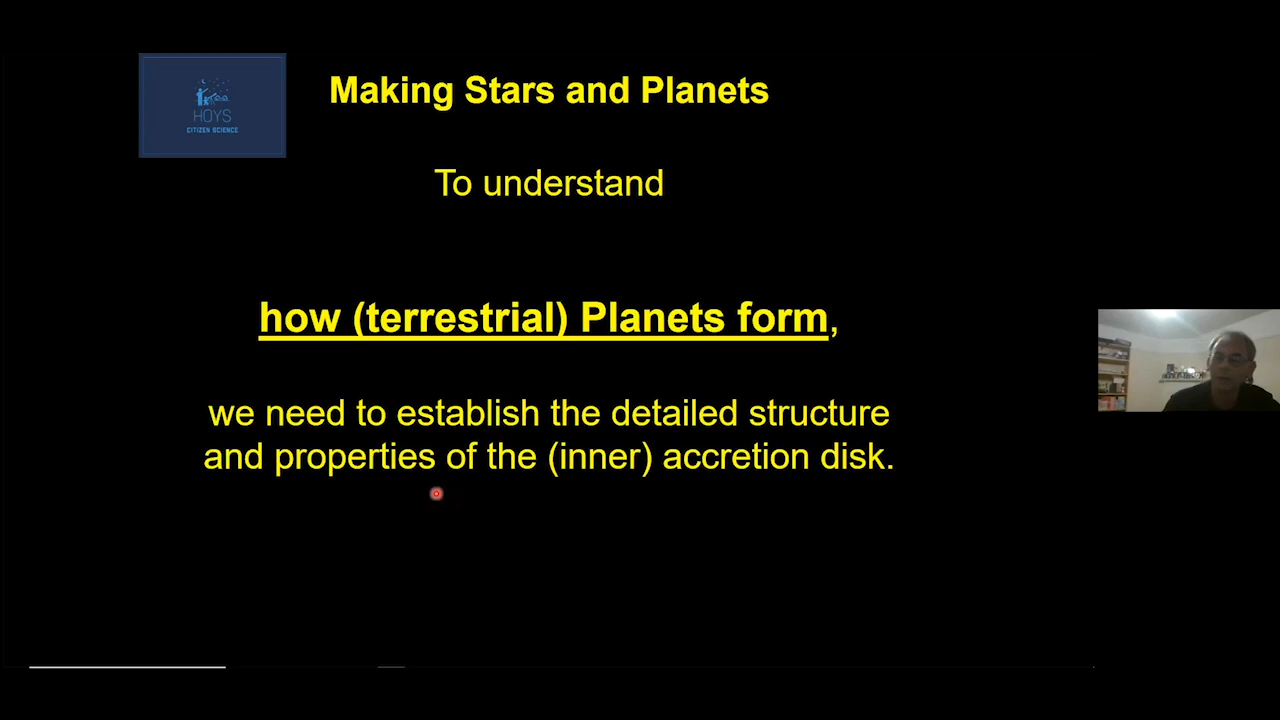 HOYS
CITIZEN SCIENCE
Making Stars and Planets
To understand
how (terrestrial) Planets form,
we need to establish the detailed structure
and properties of the (inner) accretion disk.